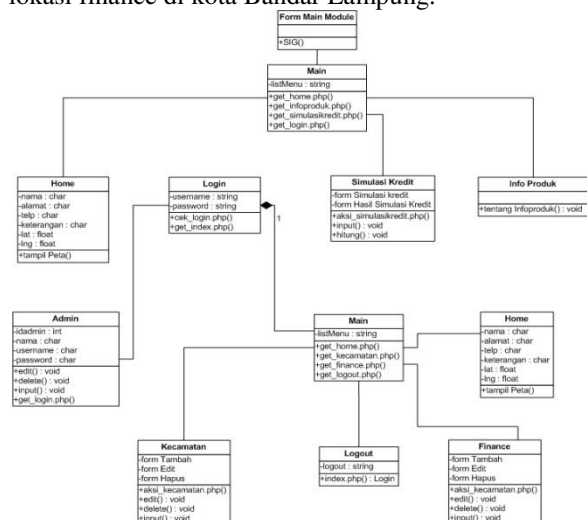 lokasi finance di kota Bandar Lampung.
Form Main Module
+SIG()
Main
-listMenu : string
+get_home.php()
+get_infoproduk.php()
+get_simulasikredit.php()
+get_login.php()
Home
-nama : char
-alamat : char
-telp : char
-keterangan : char
-lat : float
-lng : float
+tampil Peta()
Login
-username : string
-password : string
+cek_login.php()
+get_index.php()
1
Simulasi Kredit
-form Simulasi kredit
-form Hasil Simulasi Kredit
+aksi_simulasikredit.php()
+input() : void
+hitung() : void
Info Produk
+tentang Infoproduk() : void
Admin
-idadmin : int
-nama : char
-username : char
-password : char
+edit() : void
+delete() : void
+input() : void
+get_login.php()
Main
-listMenu : string
+get_home.php()
+get_kecamatan.php()
+get_finance.php()
+get_logout.php()
Home
-nama : char
-alamat : char
-telp : char
-keterangan : char
-lat : float
-lng : float
+tampil Peta()
Kecamatan
-form Tambah
-form Edit
-form Hapus
+aksi_kecamatan.php()
+edit() : void
+delete() : void
+input() : void
Logout
-logout : string
+index.php() : Login
Finance
-form Tambah
-form Edit
-form Hapus
+aksi_kecamatan.php()
+edit() : void
+delete() : void
+input() : void